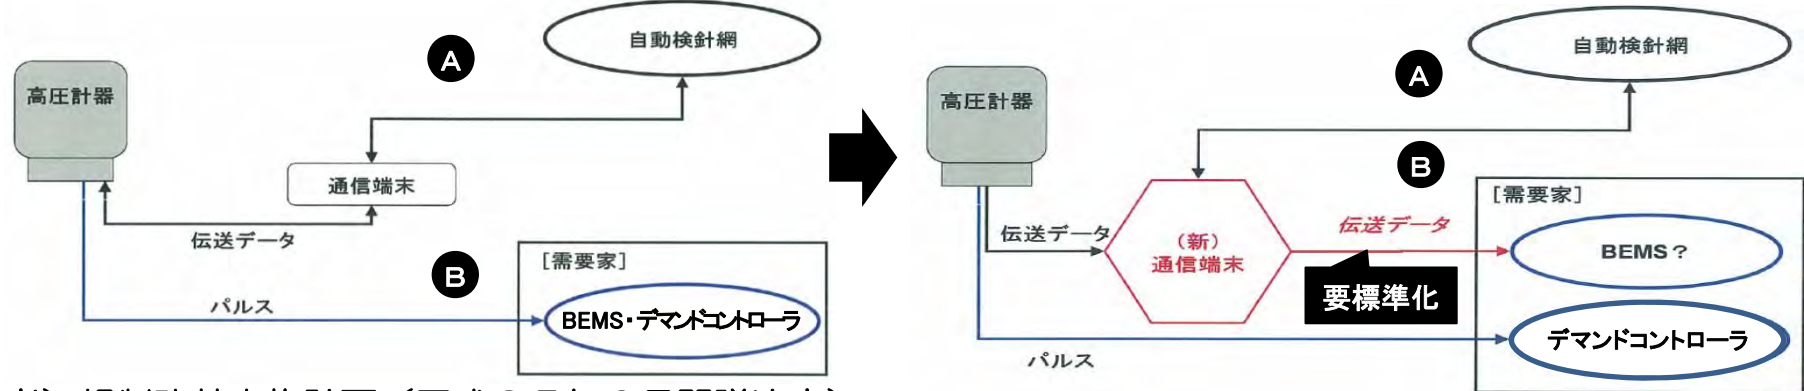 自動検針網
A
高圧計器
通信端末
伝送データ
B
[需要家]
パルス
BEMS・デマンドコントローラ
自動検針網
A
高圧計器
B
[需要家]
伝送データ
(新)
通信端末
伝送データ
BEMS?
要標準化
デマンドコントローラ
パルス